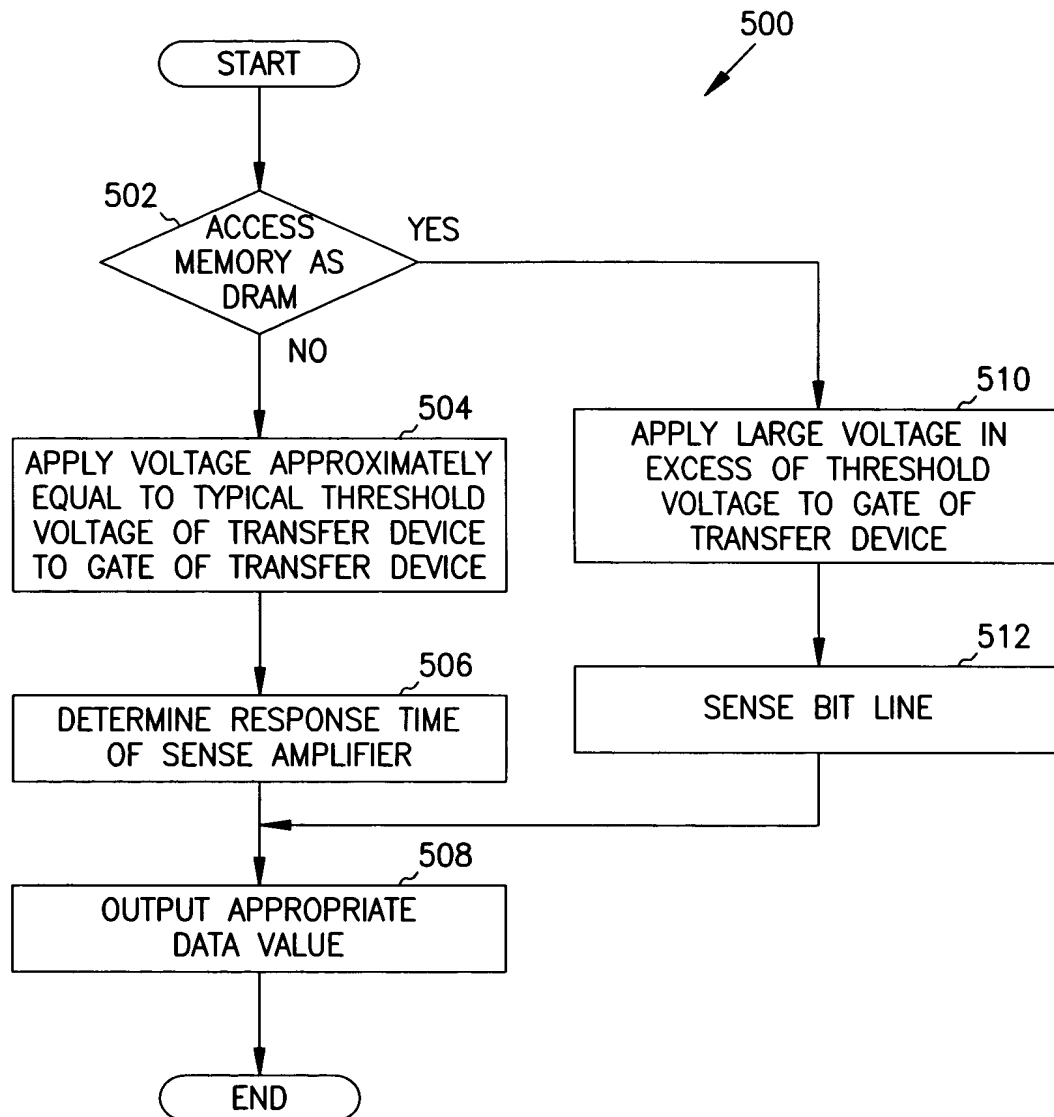 500
START
502
ACCESS
MEMORY AS
DRAM
YES
NO
504
APPLY VOLTAGE APPROXIMATELY
EQUAL TO TYPICAL THRESHOLD
VOLTAGE OF TRANSFER DEVICE
TO GATE OF TRANSFER DEVICE
510
APPLY LARGE VOLTAGE IN
EXCESS OF THRESHOLD
VOLTAGE TO GATE OF
TRANSFER DEVICE
506
DETERMINE RESPONSE TIME
OF SENSE AMPLIFIER
512
SENSE BIT LINE
508
OUTPUT APPROPRIATE
DATA VALUE
END